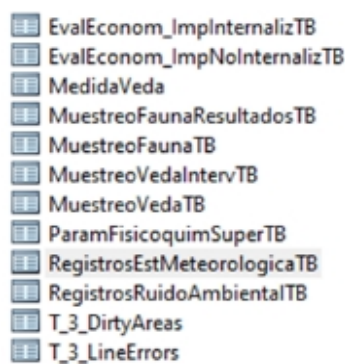 EvalEconom_ImpInternalizTB
EvalEconom_ImpNoInternalizTB
MedidaVeda
MuestreoFaunaResultadosTB
MuestreoFaunaTB
MuestreoVedaIntervTB
MuestreoVedaTB
ParamFisicoquimSuperTB
RegistrosEstMeteorologicaTB
RegistrosRuidoAmbientalTB
T_3_DirtyAreas
T_3_LineErrors